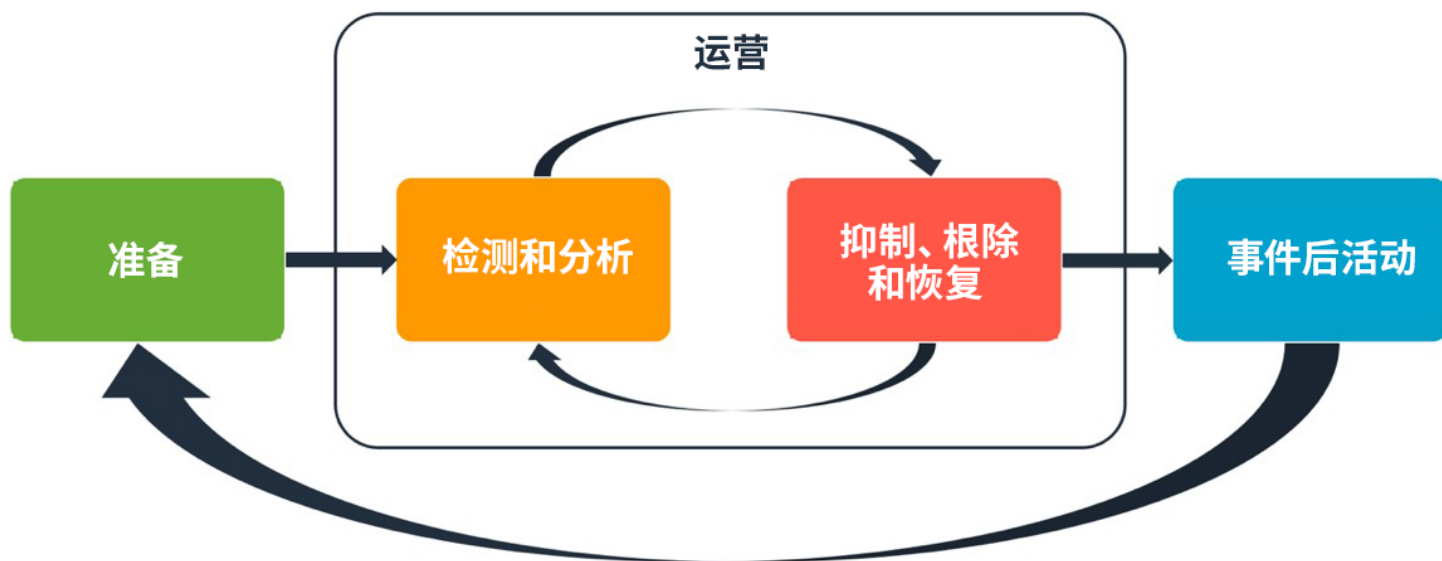 运营
准备
检测和分析
抑制、根除
和恢复
事件后活动